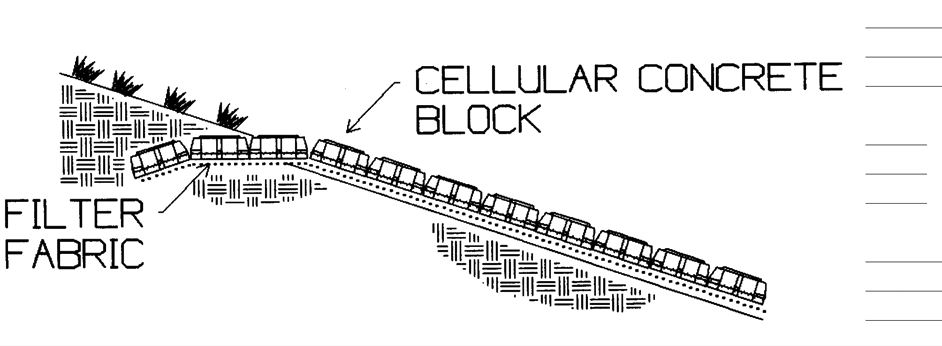 CELLULAR CONCRETE
BLOCK
FILTER
FABRIC